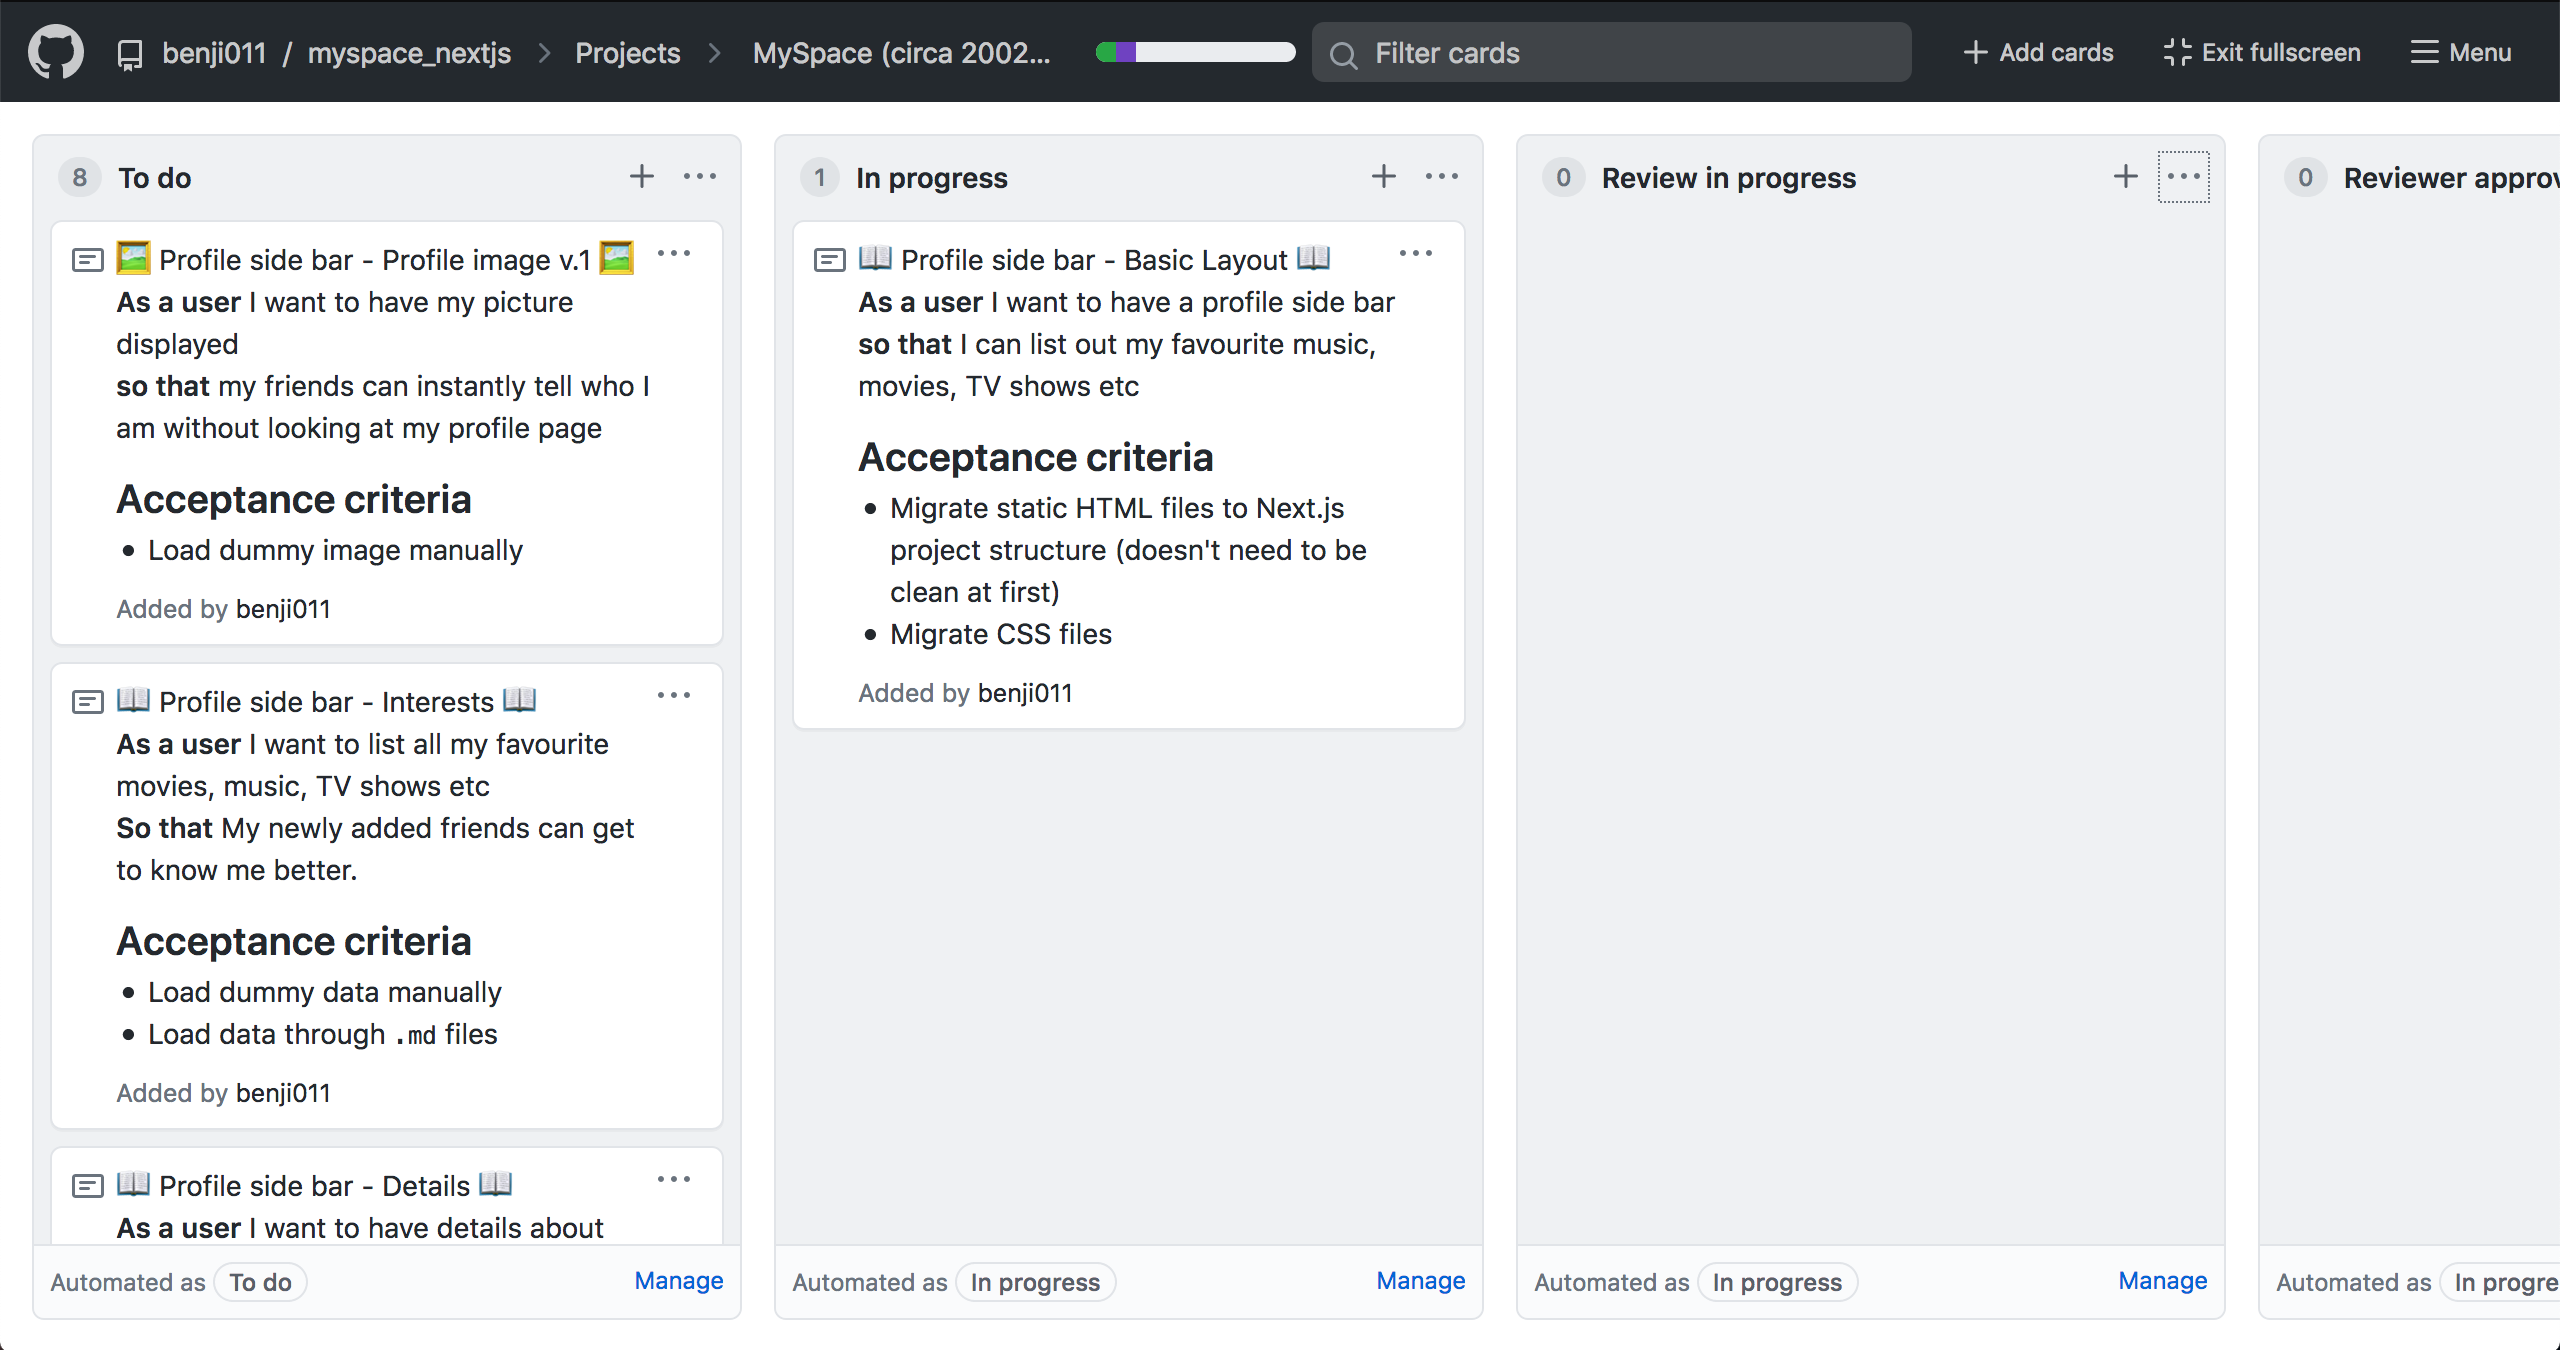 benji011 / myspace_nextjs > Projects > MySpace (circa 2002... Filter cards + Add cards Exit fullscreen Menu
8 To do
Profile side bar - Profile image v.1
As a user I want to have my picture
displayed
so that my friends can instantly tell who I
am without looking at my profile page
Acceptance criteria
• Load dummy image manually
Added by benji011
Profile side bar - Interests
As a user I want to list all my favourite
movies, music, TV shows etc
So that My newly added friends can get
to know me better.
Acceptance criteria
• Load dummy data manually
• Load data through .md files
Added by benji011
Profile side bar - Details
As a user I want to have details about
Automated as To do Manage
1 In progress
Profile side bar - Basic Layout
As a user I want to have a profile side bar
so that I can list out my favourite music,
movies, TV shows etc
Acceptance criteria
• Migrate static HTML files to Next.js
project structure (doesn't need to be
clean at first)
• Migrate CSS files
Added by benji011
Automated as In progress Manage
0 Review in progress
Automated as In progress Manage
0 Reviewer approv
Automated as In progre